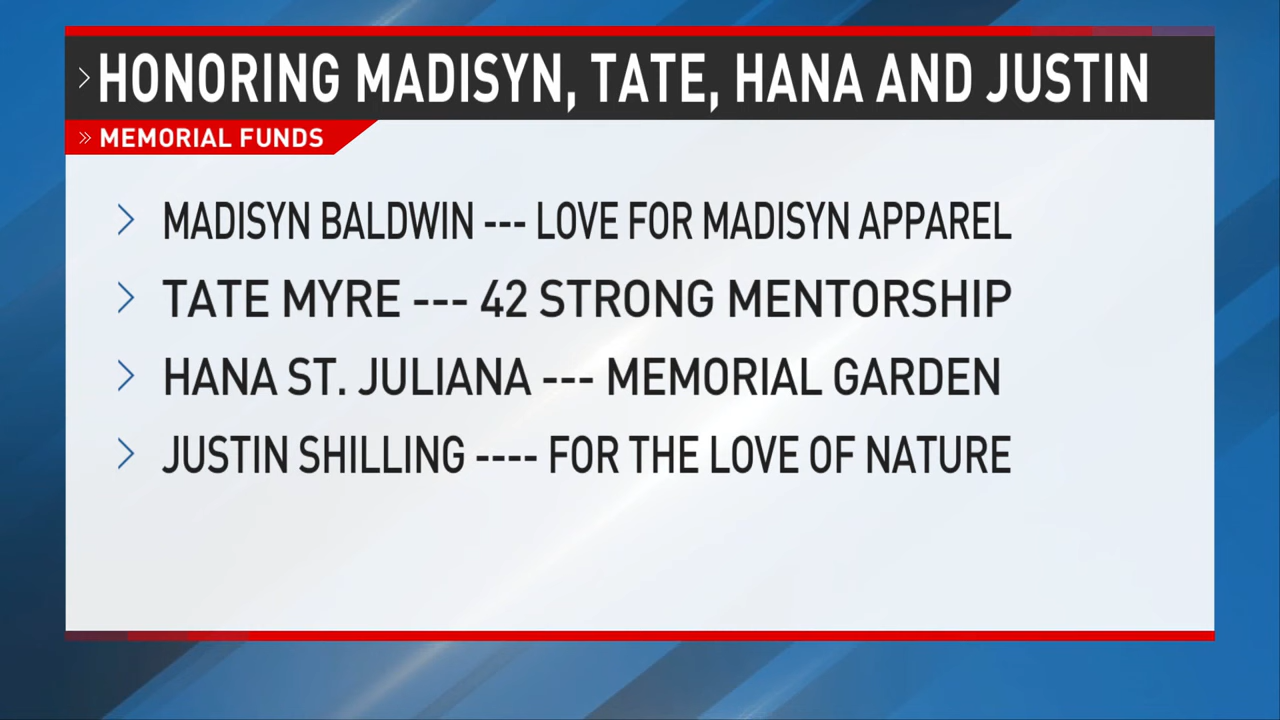 HONORING MADISYN, TATE, HANA AND JUSTIN
MEMORIAL FUNDS
MADISYN BALDWIN --- LOVE FOR MADISYN APPAREL
TATE MYRE --- 42 STRONG MENTORSHIP
HANA ST. JULIANA --- MEMORIAL GARDEN
JUSTIN SHILLING ---- FOR THE LOVE OF NATURE